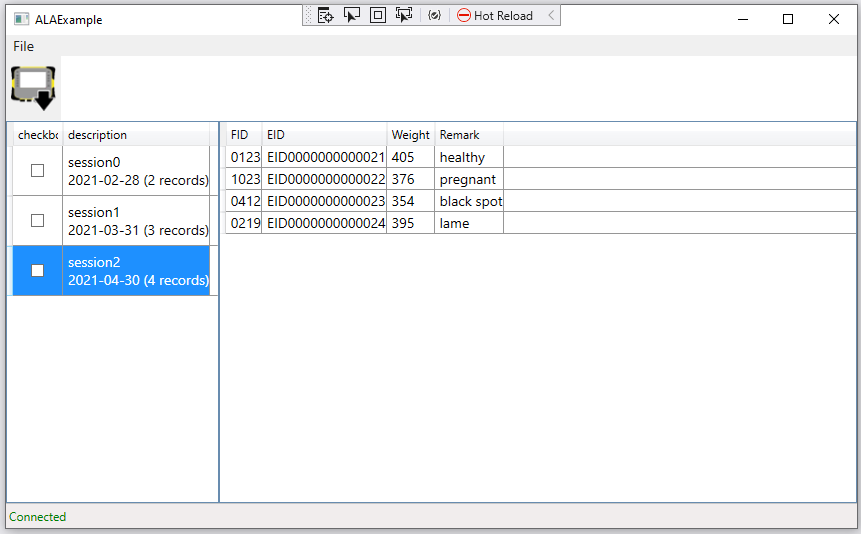 ALAExample
Hot Reload
File
checkbo description
session0
2021-02-28 (2 records)
session1
2021-03-31 (3 records)
session2
2021-04-30 (4 records)
FID EID Weight Remark
0123 EID0000000000021 405 healthy
1023 EID0000000000022 376 pregnant
0412 EID0000000000023 354 black spot
0219 EID0000000000024 395 lame
Connected